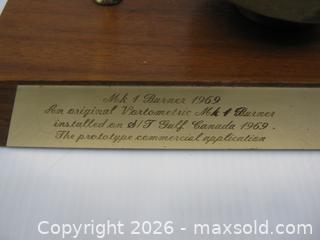 Mk 1 Burner 1969
An original Vortometric Mk 1 Burner
installed on S/T Gulf Canada 1969 -
The prototype commercial application
Copyright © 2026 - maxsold.com